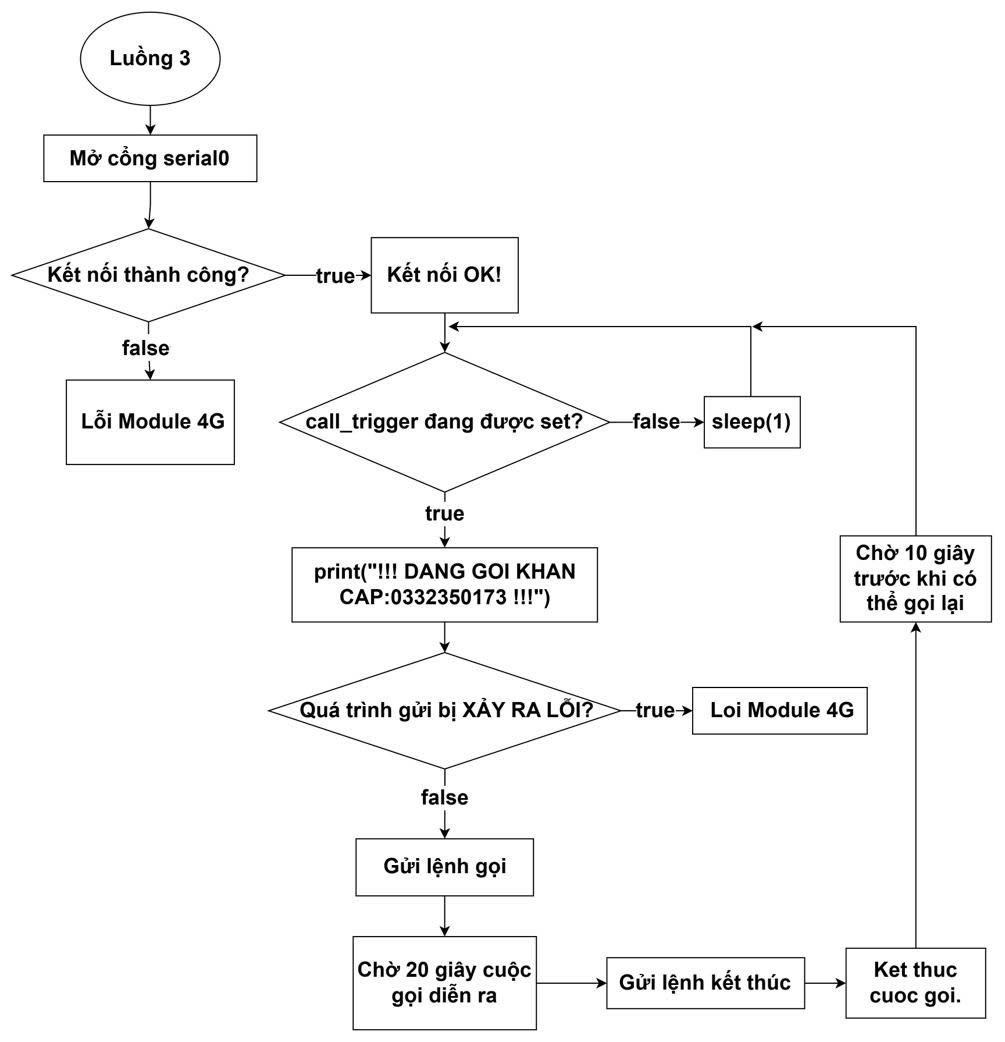 Luồng 3
Mở cổng serial0
Kết nối thành công?
true
Kết nối OK!
false
Lỗi Module 4G
call_trigger đang được set?
false
sleep(1)
true
print("!!! DANG GOI KHAN
CAP:0332350173 !!!")
Chờ 10 giây
trước khi có
thể gọi lại
Quá trình gửi bị XẢY RA LỖI?
true
Loi Module 4G
false
Gửi lệnh gọi
Chờ 20 giây cuộc
gọi diễn ra
Gửi lệnh kết thúc
Ket thuc
cuoc goi.